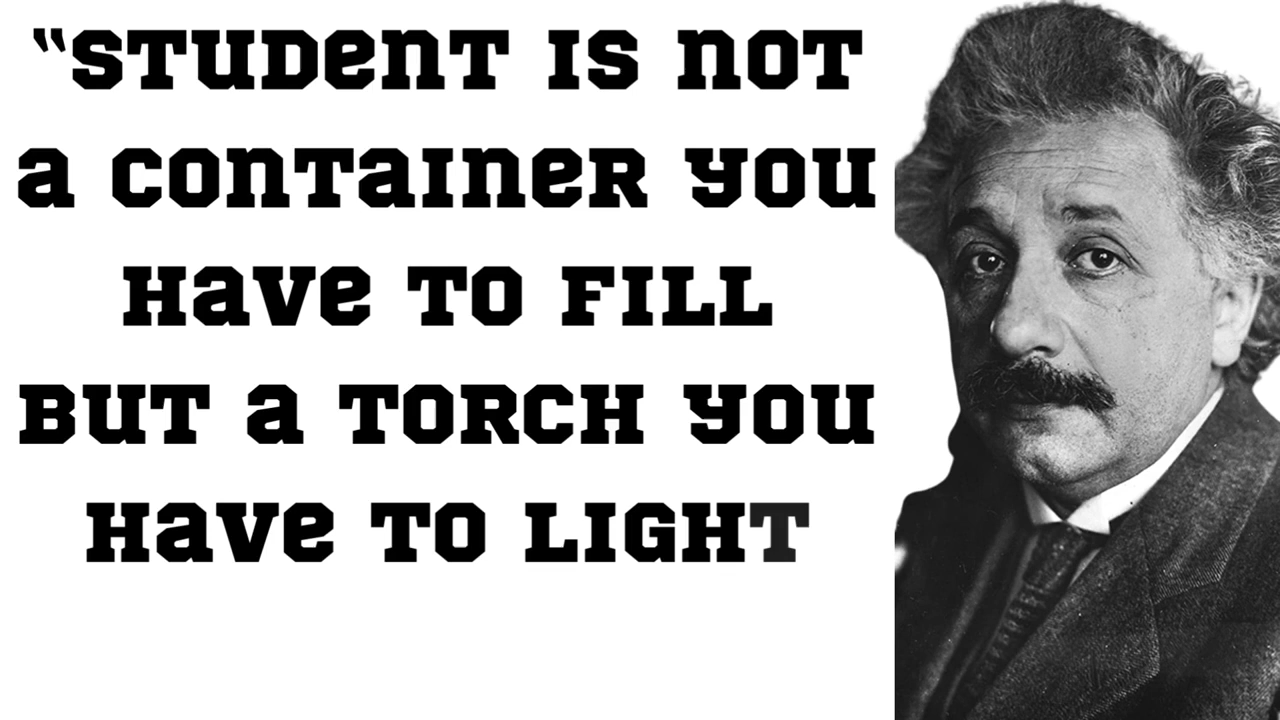 “STUDENT IS NOT
A CONTAINER YOU
HAVE TO FILL
BUT A TORCH YOU
HAVE TO LIGHT